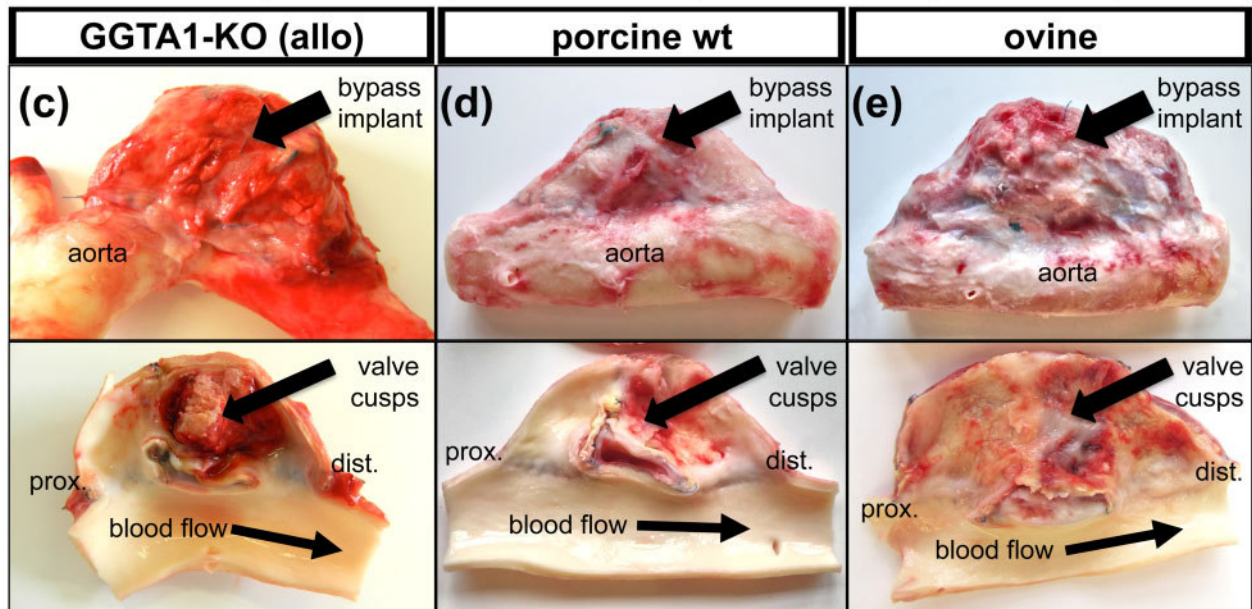 GGTA1-KO (allo)
porcine wt
ovine
(c)
bypass
implant
aorta
(d)
bypass
implant
aorta
(e)
bypass
implant
aorta
valve
cusps
prox.
dist.
blood flow
valve
cusps
prox.
dist.
blood flow
valve
cusps
prox.
dist.
blood flow